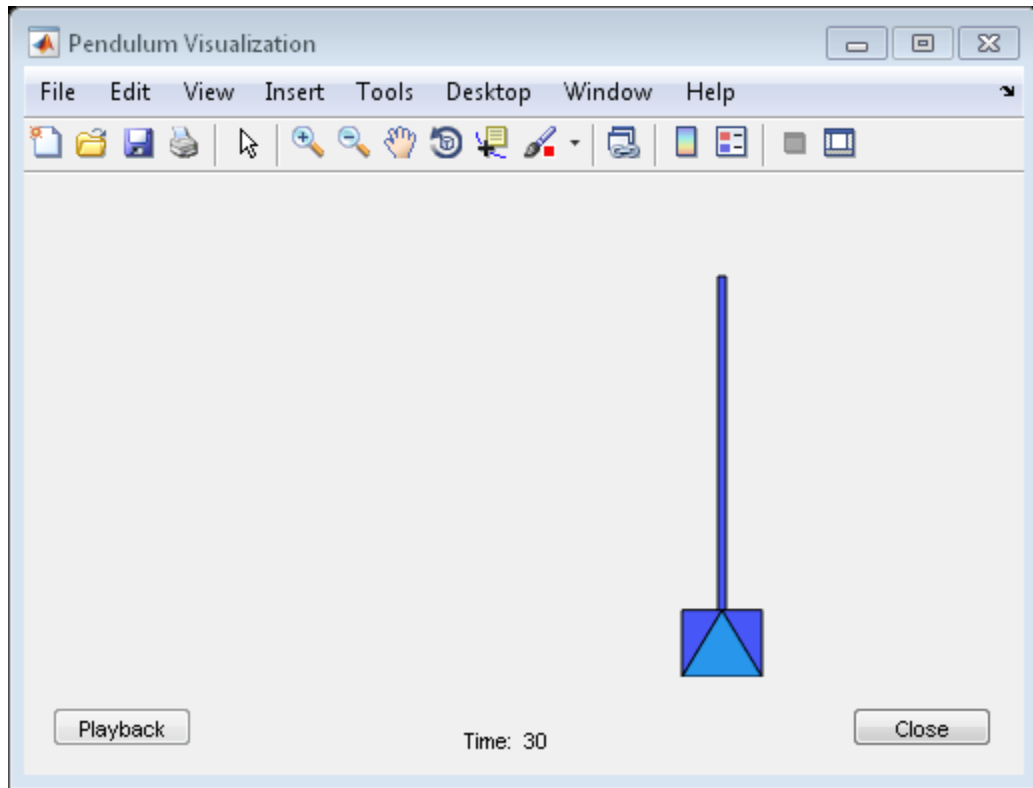 Pendulum Visualization
File Edit View Insert Tools Desktop Window Help
Playback
Time: 30
Close